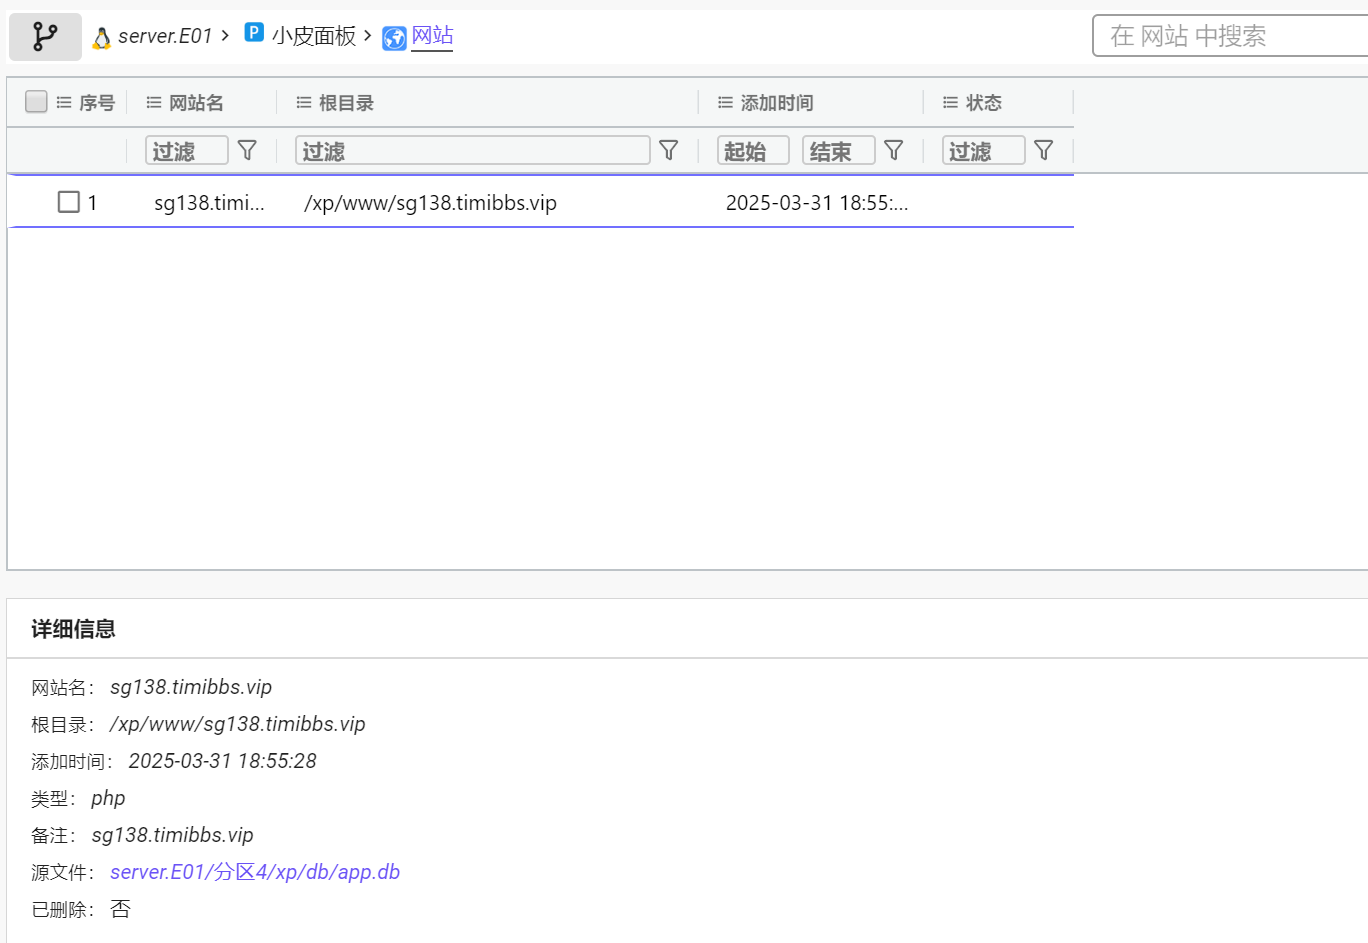 server.E01 > 小皮面板 > 网站
在 网站 中搜索
序号 网站名 根目录 添加时间 状态
过滤 过滤 起始 结束 过滤
1 sg138.timi... /xp/www/sg138.timibbs.vip 2025-03-31 18:55:...
详细信息
网站名： sg138.timibbs.vip
根目录： /xp/www/sg138.timibbs.vip
添加时间： 2025-03-31 18:55:28
类型： php
备注： sg138.timibbs.vip
源文件： server.E01/分区4/xp/db/app.db
已删除： 否